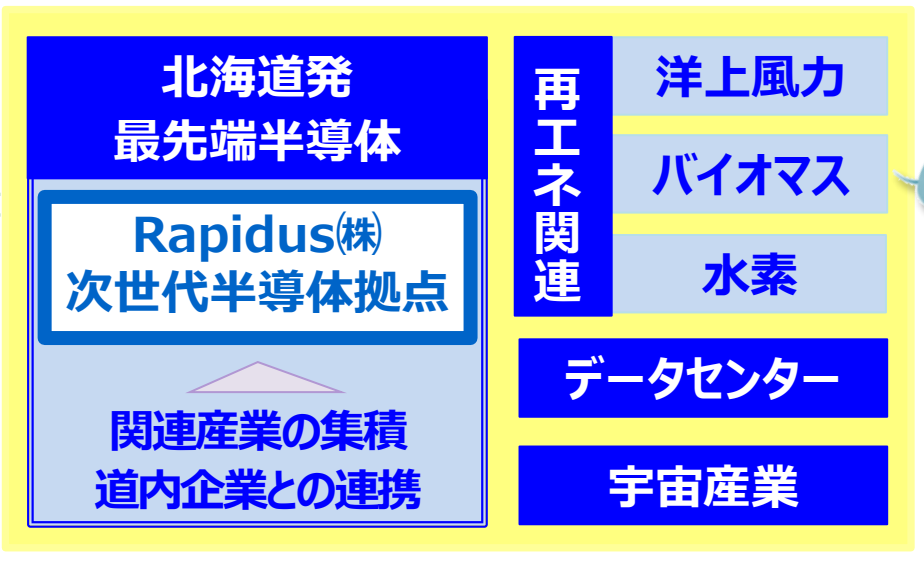 北海道発
最先端半導体
Rapidus㈱
次世代半導体拠点
関連産業の集積
道内企業との連携
再エネ関連
洋上風力
バイオマス
水素
データセンター
宇宙産業